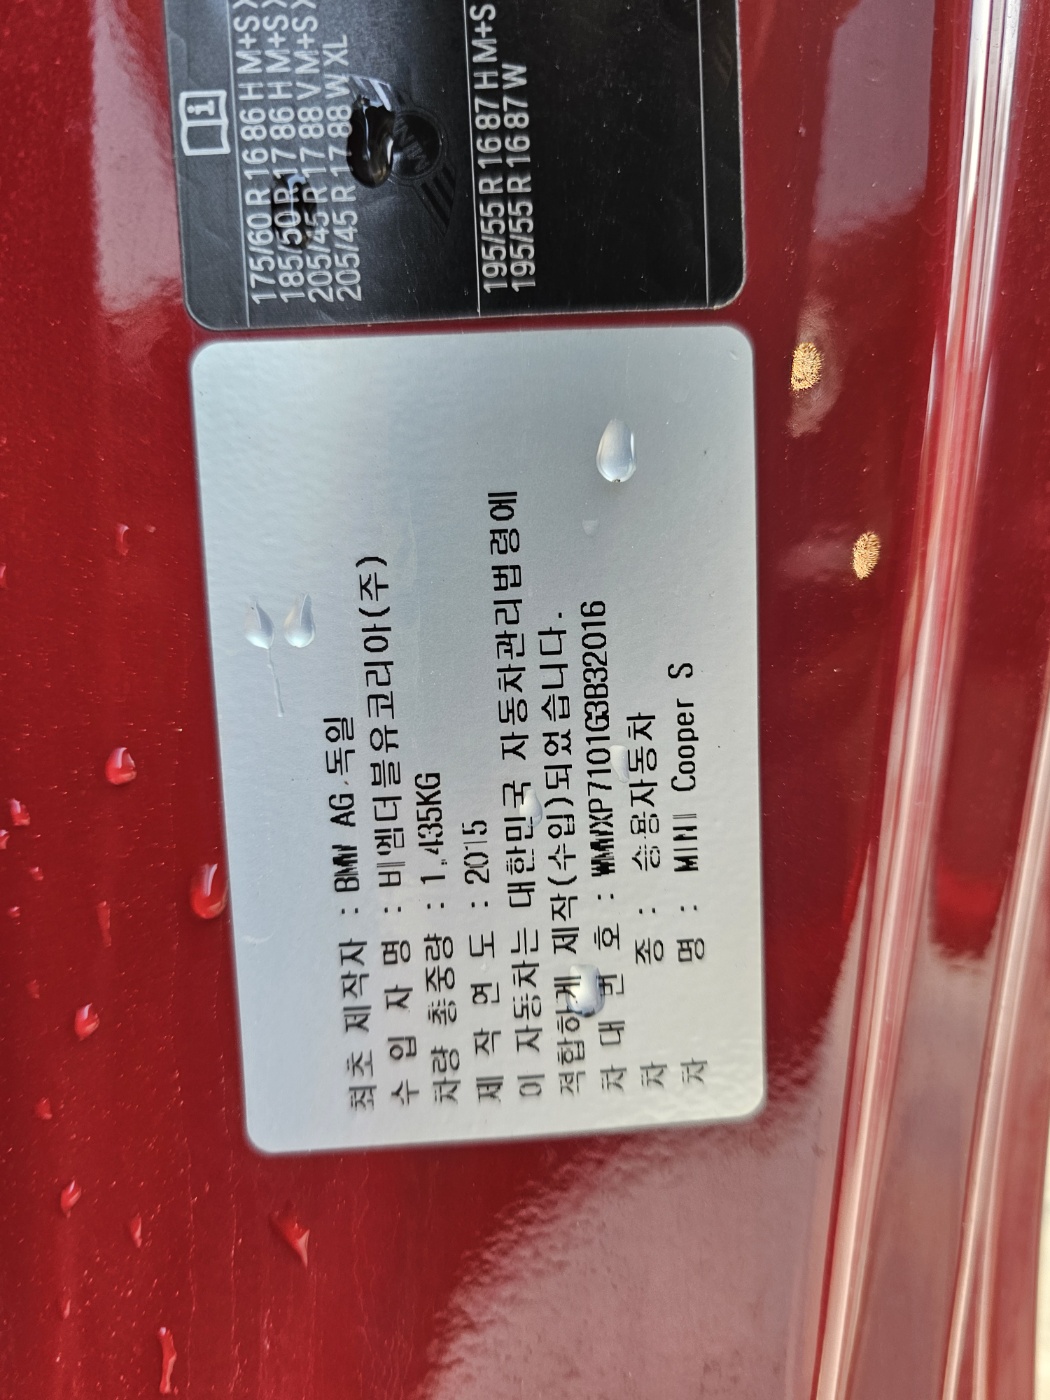 175/60 R 16 86 H M+S
185/50 R 17 86 H M+S
205/45 R 17 88 V M+S
205/45 R 17 88 W XL
195/55 R 16 87 H M+S
195/55 R 16 87 W
MINI
최초 제작자 : BMW AG.독일
수 입 자 명 : 비엠더블유코리아(주)
차량 총중량 : 1,435KG
제 작 연 도 : 2015
이 자동차는 대한민국 자동차관리법령에
적합하게 제작(수입)되었습니다.
차 대 번 호 : WMWXP7101G3B32016
차 종 : 승용자동차
차 명 : MINI Cooper S